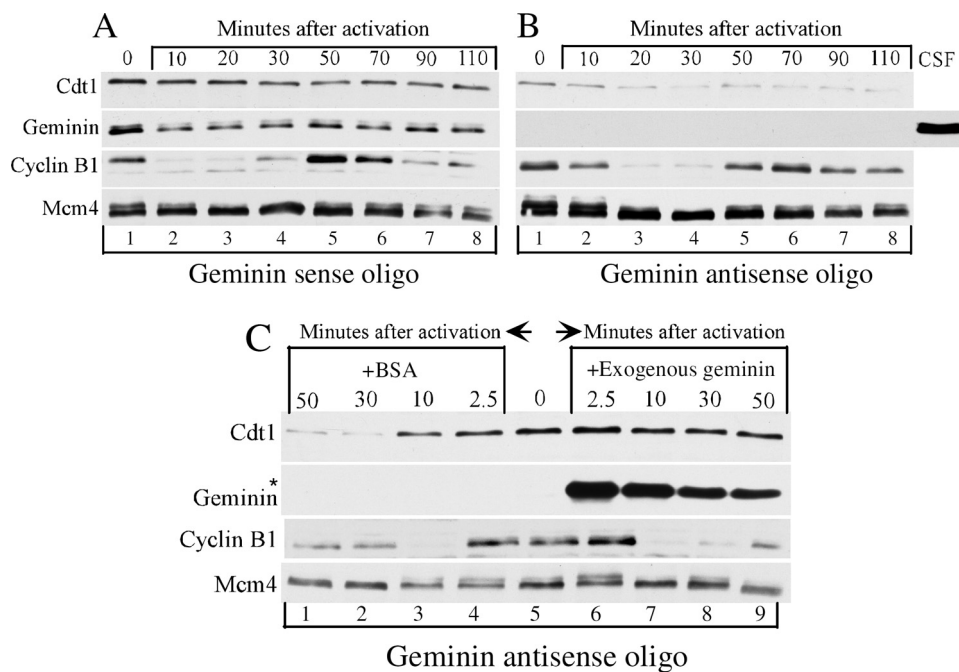 A
Minutes after activation
0 10 20 30 50 70 90 110
Cdt1
Geminin
Cyclin B1
Mcm4
1 2 3 4 5 6 7 8
Geminin sense oligo
B
Minutes after activation
0 10 20 30 50 70 90 110 CSF
1 2 3 4 5 6 7 8
Geminin antisense oligo
C
Minutes after activation
Minutes after activation
+BSA
+Exogenous geminin
50 30 10 2.5 0 2.5 10 30 50
Cdt1
Geminin*
Cyclin B1
Mcm4
1 2 3 4 5 6 7 8 9
Geminin antisense oligo